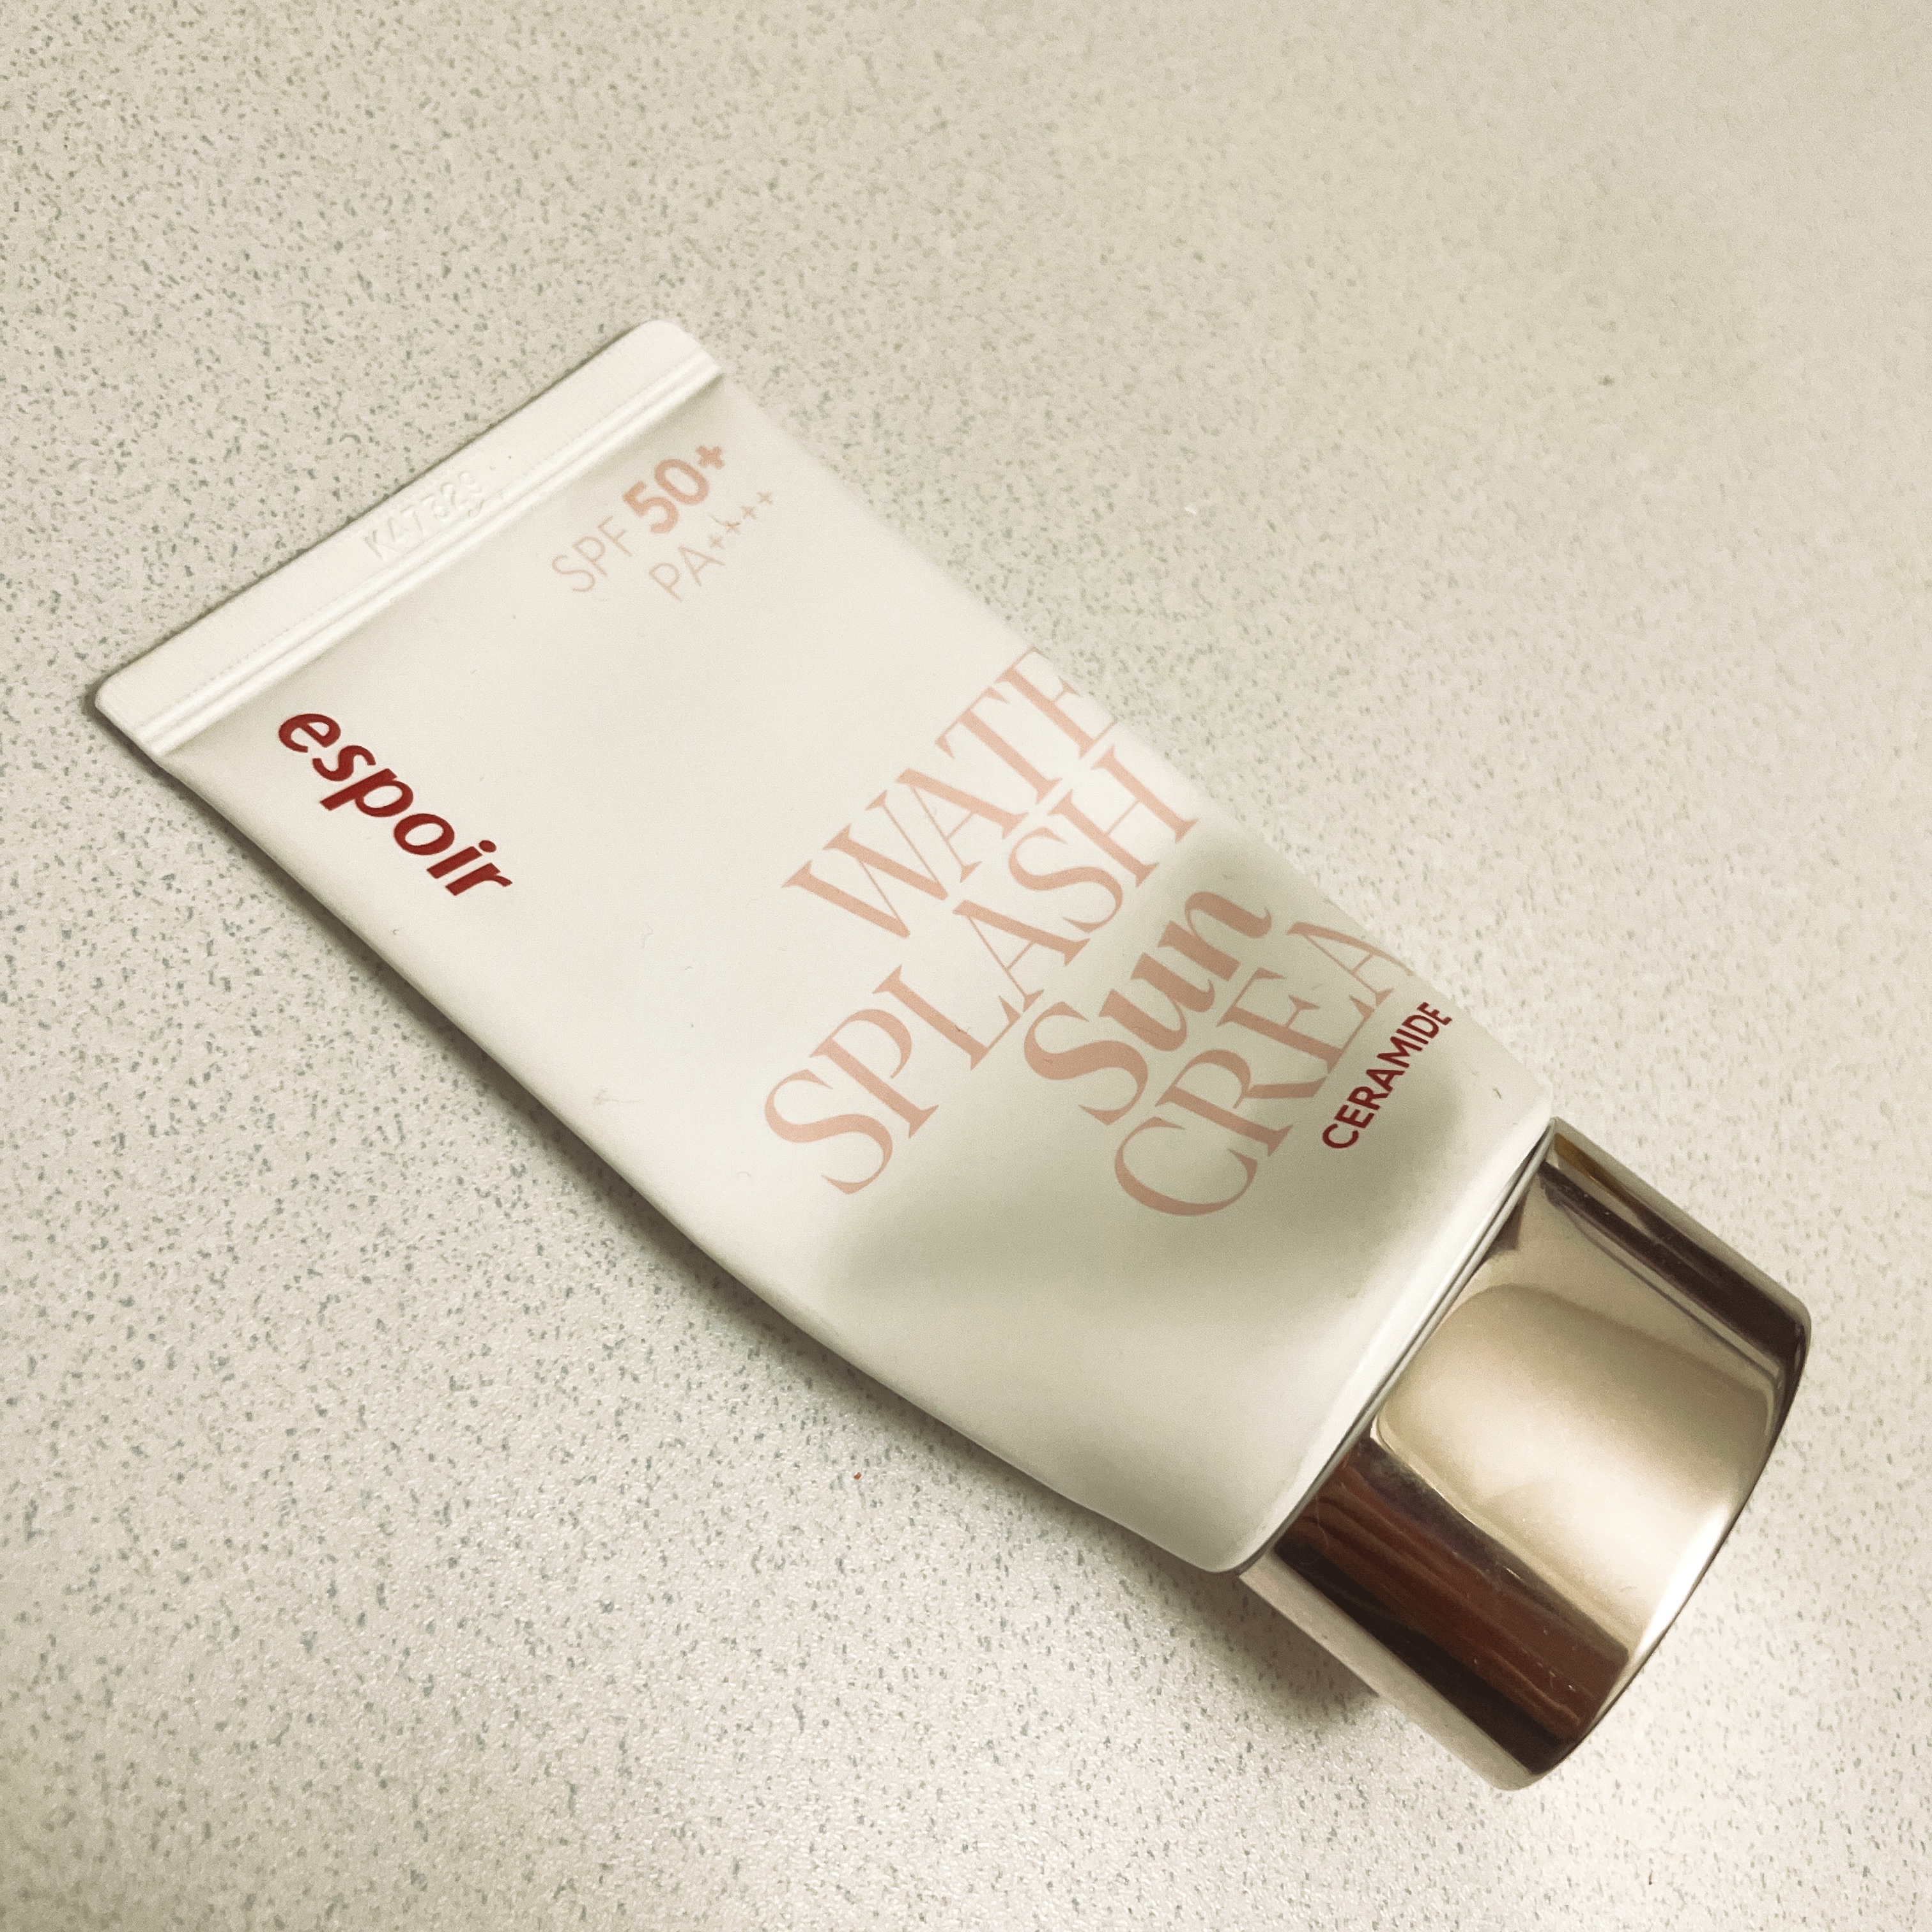 SPF 50+
PA++++
espoir
WATE
SPLASH
Sun
CREA
CERAMIDE